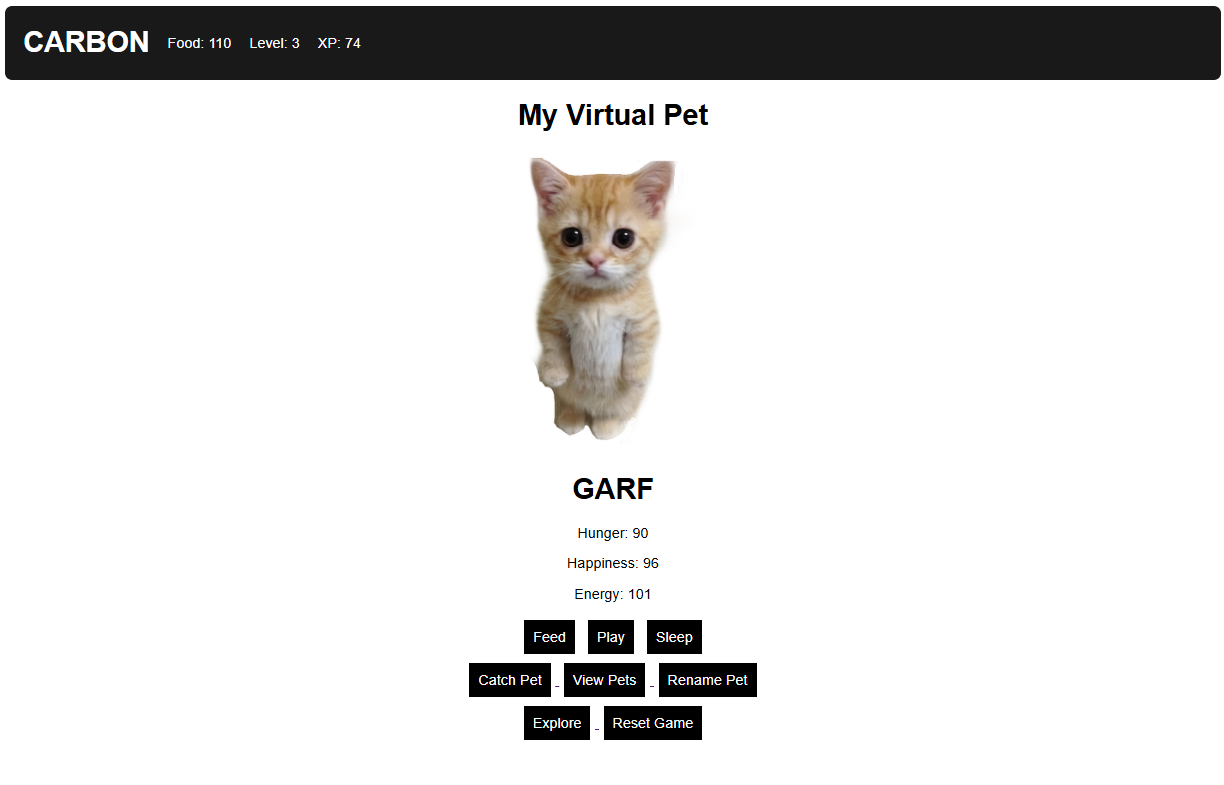 CARBON Food: 110 Level: 3 XP: 74
My Virtual Pet
GARF
Hunger: 90
Happiness: 96
Energy: 101
Feed Play Sleep
Catch Pet View Pets Rename Pet
Explore Reset Game